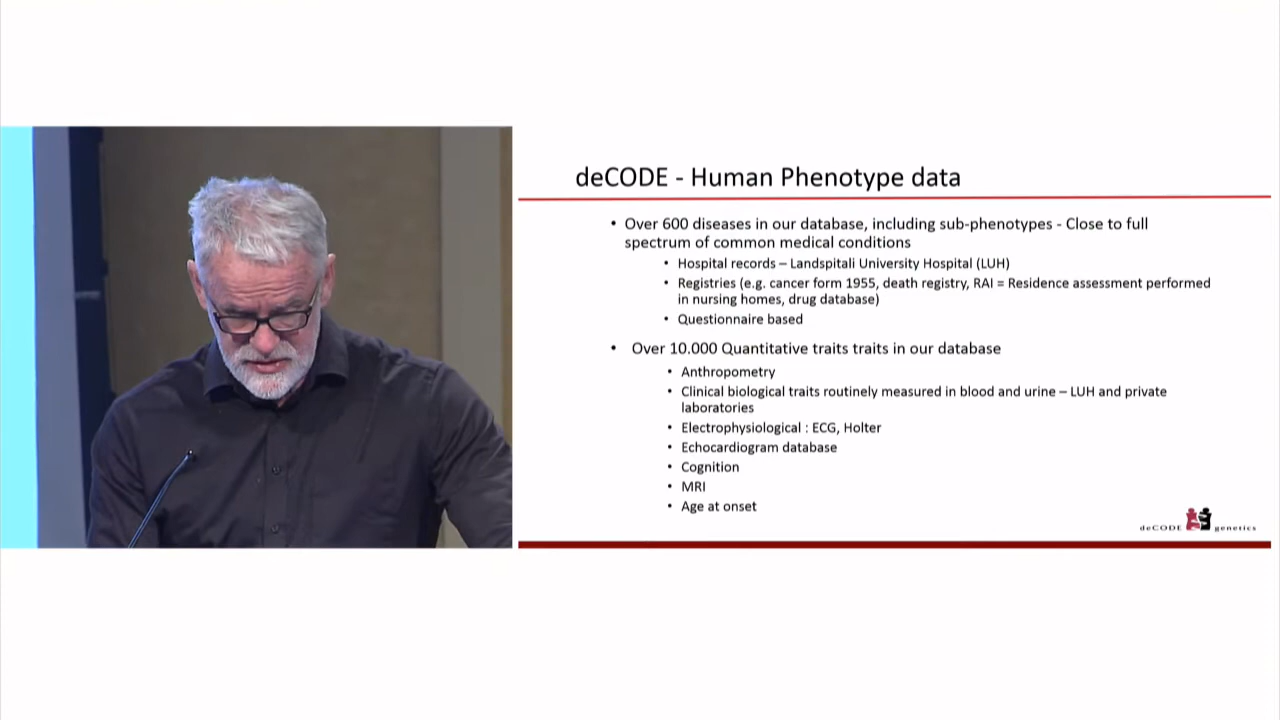 deCODE - Human Phenotype data
• Over 600 diseases in our database, including sub-phenotypes - Close to full
spectrum of common medical conditions
• Hospital records – Landspitali University Hospital (LUH)
• Registries (e.g. cancer form 1955, death registry, RAI = Residence assessment performed
in nursing homes, drug database)
• Questionnaire based
• Over 10.000 Quantitative traits traits in our database
• Anthropometry
• Clinical biological traits routinely measured in blood and urine – LUH and private
laboratories
• Electrophysiological : ECG, Holter
• Echocardiogram database
• Cognition
• MRI
• Age at onset
deCODE genetics